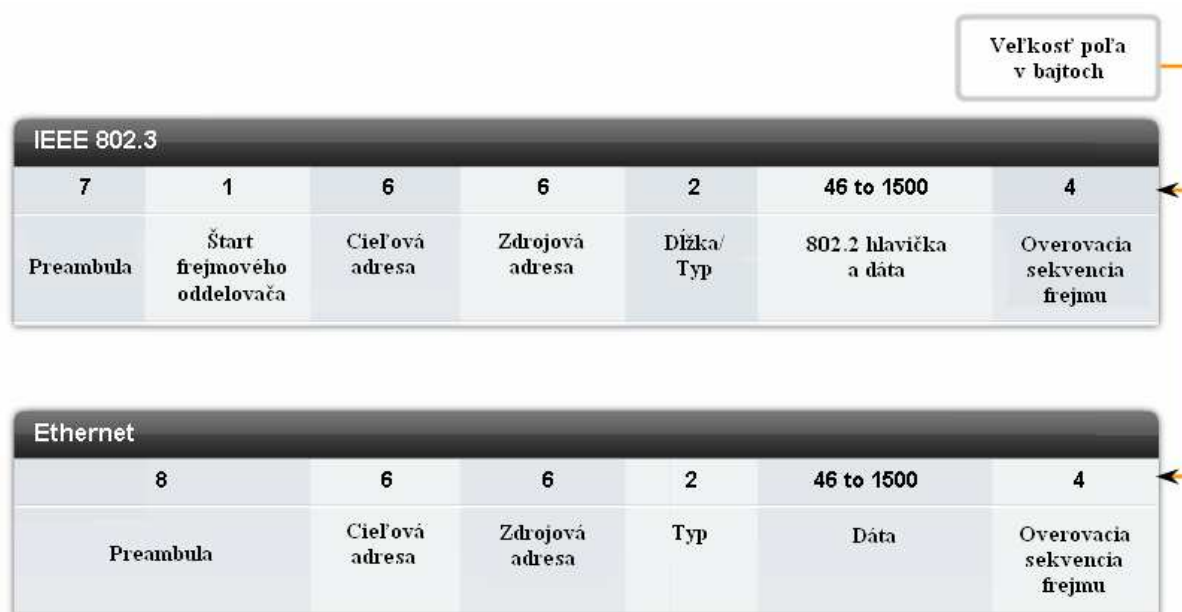 Veľkosť poľa
v bajtoch
IEEE 802.3
7 1 6 6 2 46 to 1500 4
Preambula
Štart
frejmového
oddelovača
Cieľová
adresa
Zdrojová
adresa
Dĺžka/
Typ
802.2 hlavička
a dáta
Overovacia
sekvencia
frejmu
Ethernet
8 6 6 2 46 to 1500 4
Preambula
Cieľová
adresa
Zdrojová
adresa
Typ
Dáta
Overovacia
sekvencia
frejmu